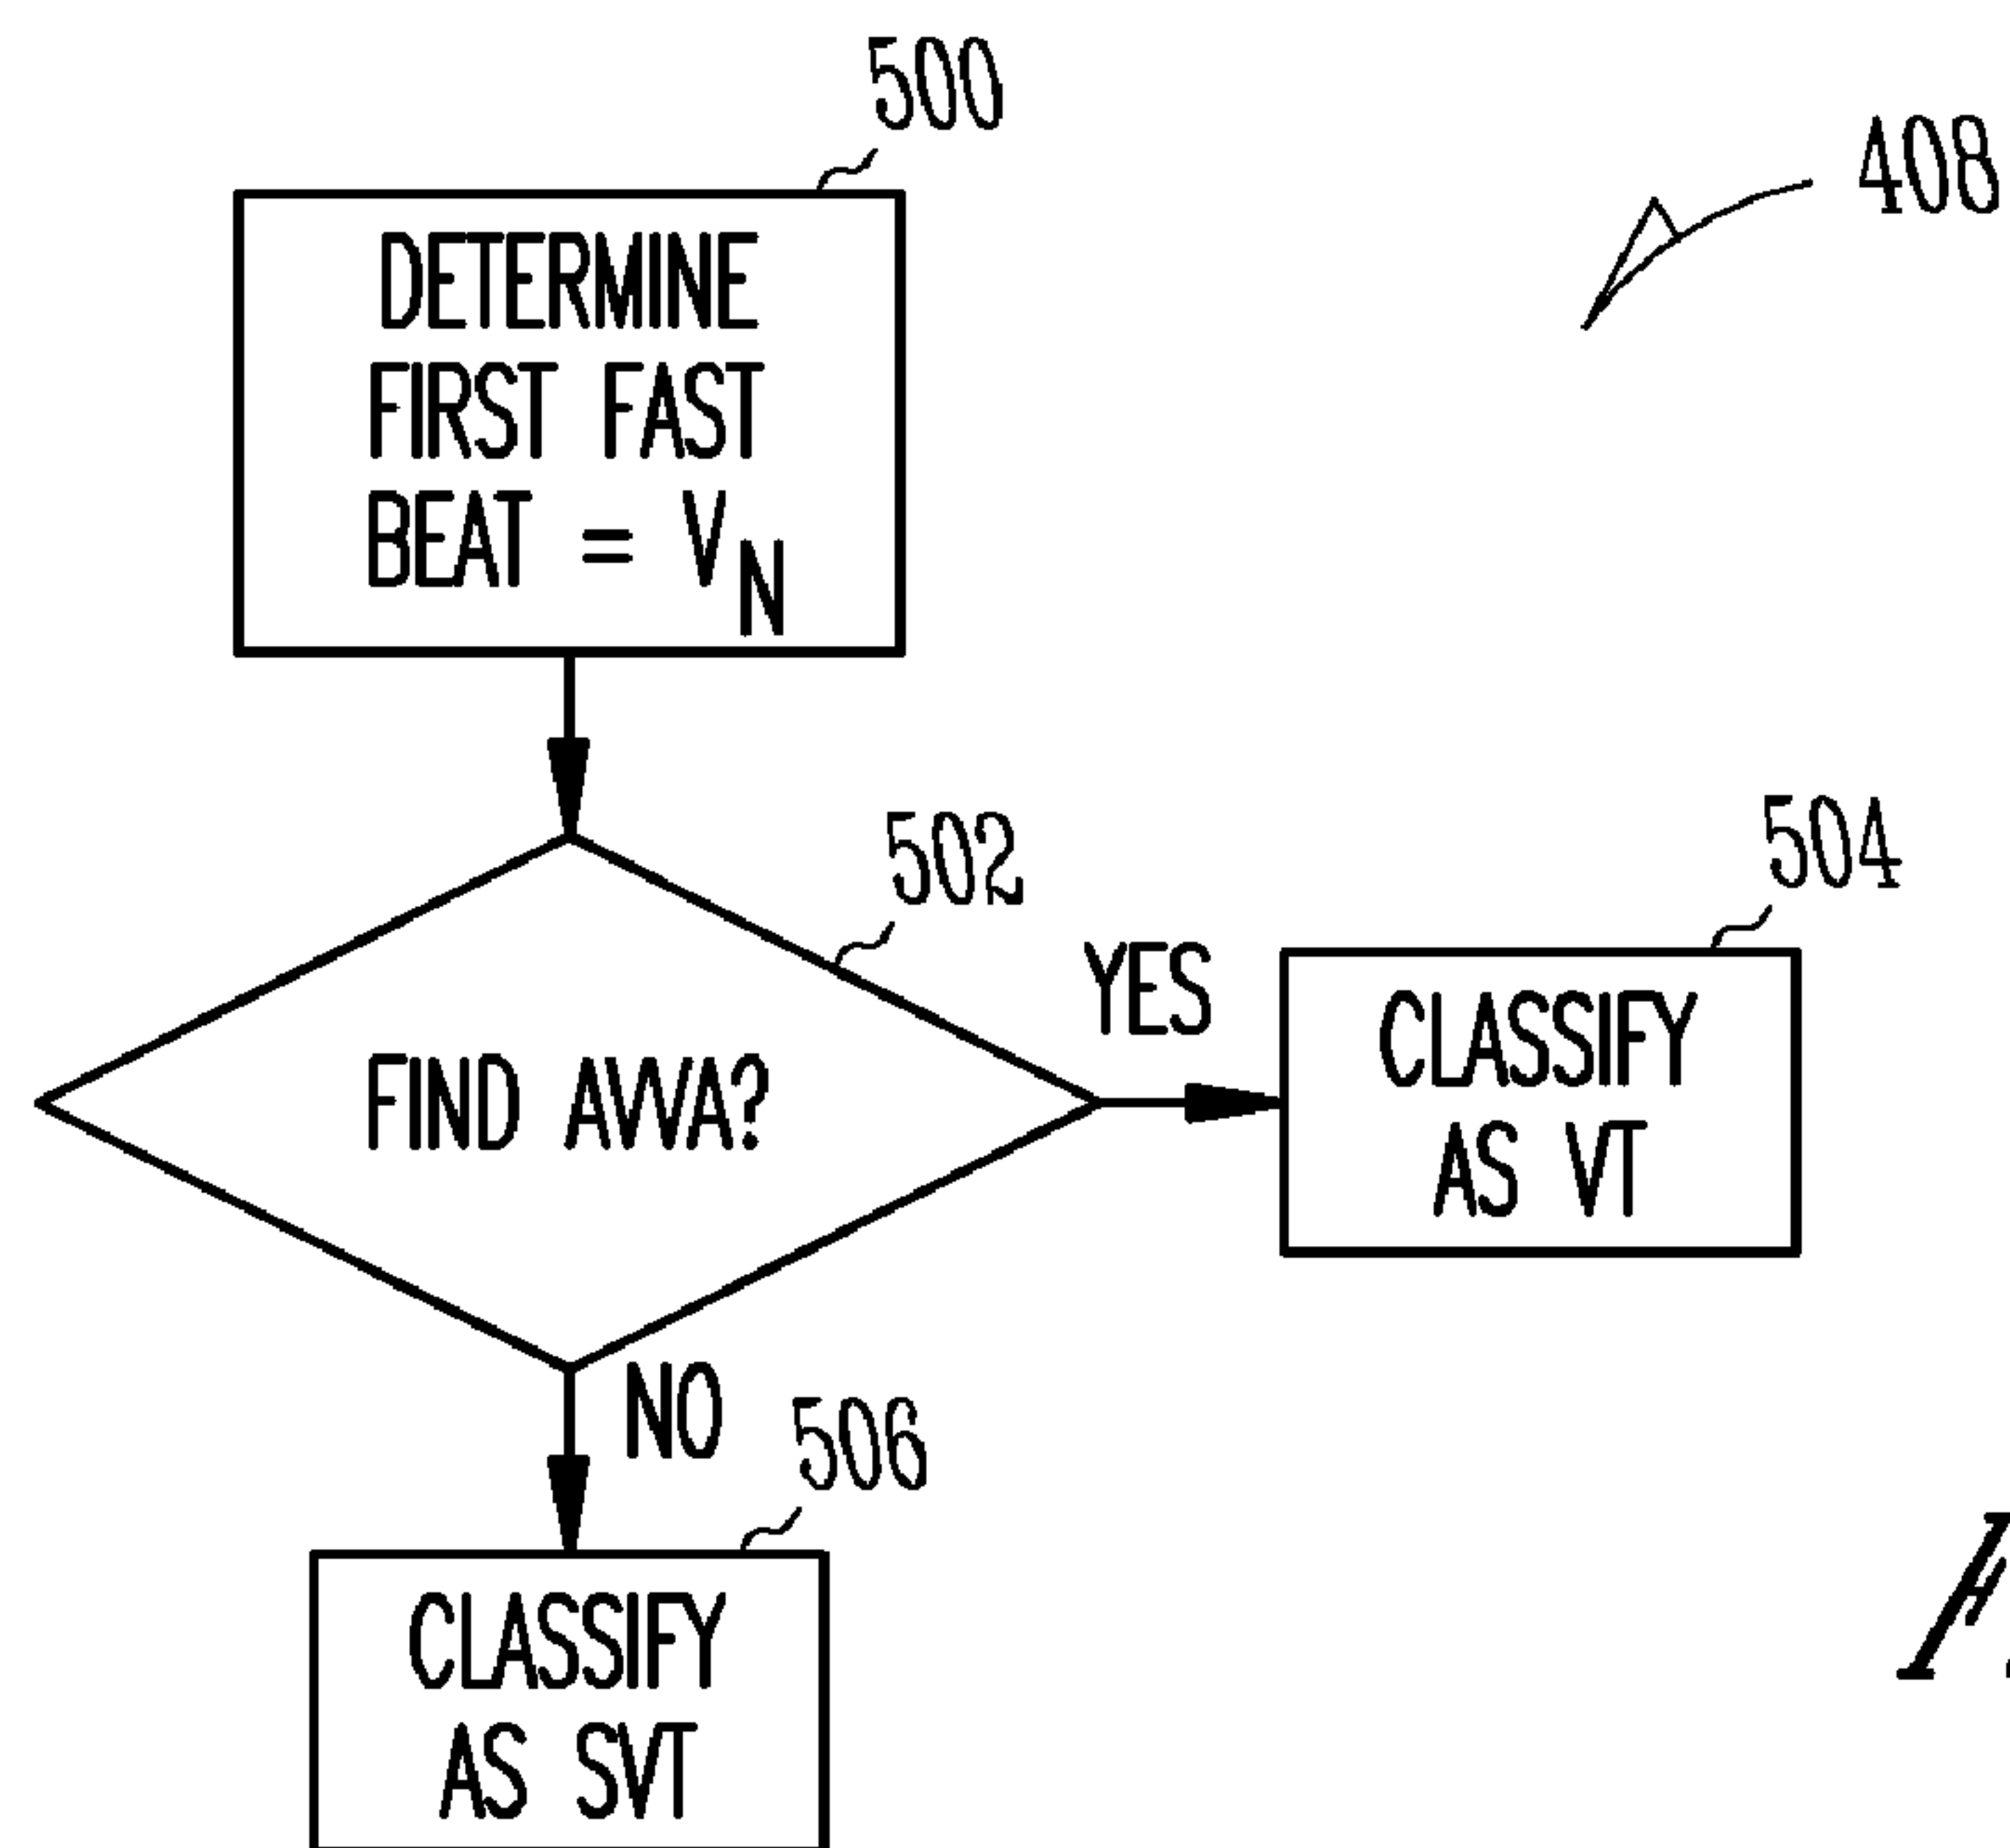 500
408
DETERMINE
FIRST FAST
BEAT = VN
502
504
YES
FIND AVVA?
CLASSIFY
AS VT
NO
506
CLASSIFY
AS SVT